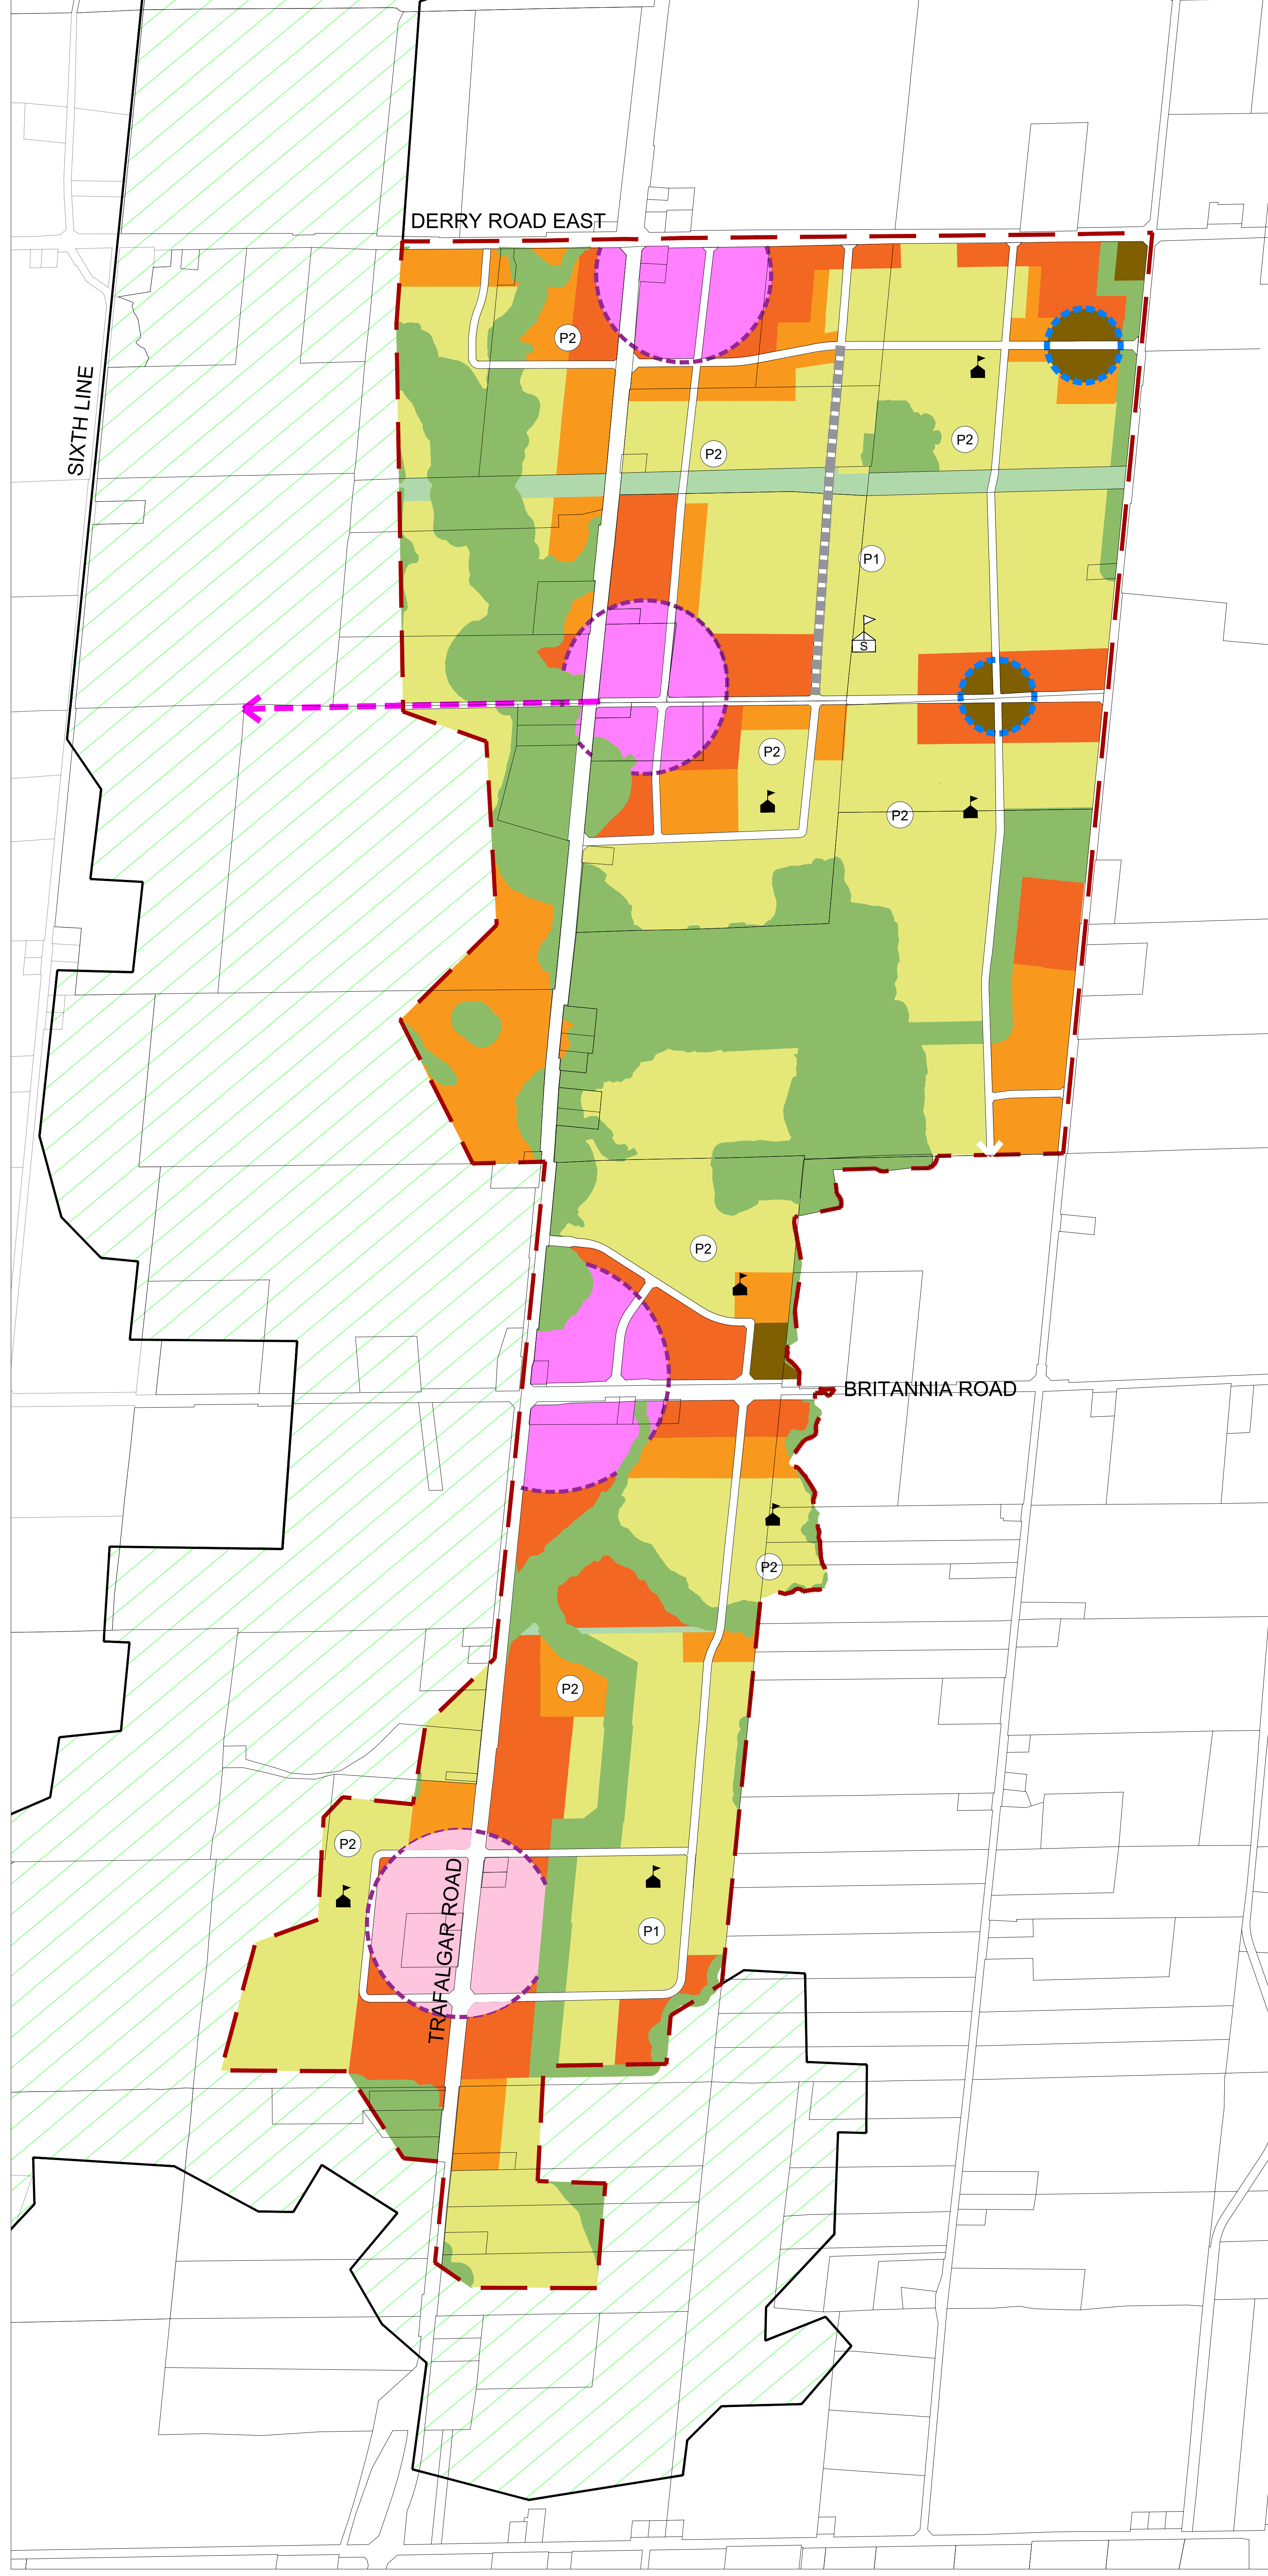 DERRY ROAD EAST
P2
SIXTH LINE
P2
P2
P1
S
P2
P2
P2
BRITANNIA ROAD
P2
P2
P2
TRAFALGAR ROAD
P1